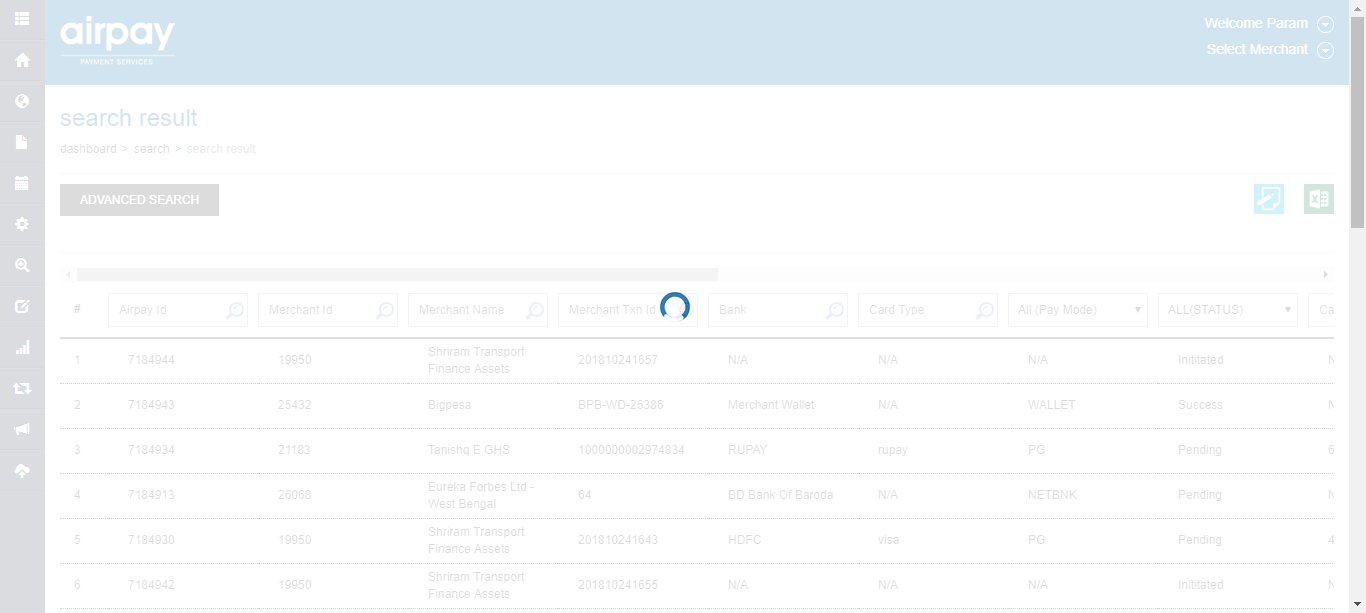 airpay
PAYMENT SERVICES
Welcome Param
Select Merchant
search result
dashboard > search > search result
ADVANCED SEARCH
# Airpay Id Merchant Id Merchant Name Merchant Txn Id Bank Card Type All (Pay Mode) ALL(STATUS) Ca
1 7184944 19950 Shriram Transport Finance Assets 201810241657 N/A N/A N/A Inititated N
2 7184943 25432 Bigpesa BPB-WD-26386 Merchant Wallet N/A WALLET Success N
3 7184934 21183 Tanishq E GHS 1000000002974834 RUPAY rupay PG Pending 6
4 7184913 26068 Eureka Forbes Ltd - West Bengal 64 BD Bank Of Baroda N/A NETBNK Pending N
5 7184930 19950 Shriram Transport Finance Assets 201810241643 HDFC visa PG Pending 4
6 7184942 19950 Shriram Transport Finance Assets 201810241655 N/A N/A N/A Inititated N